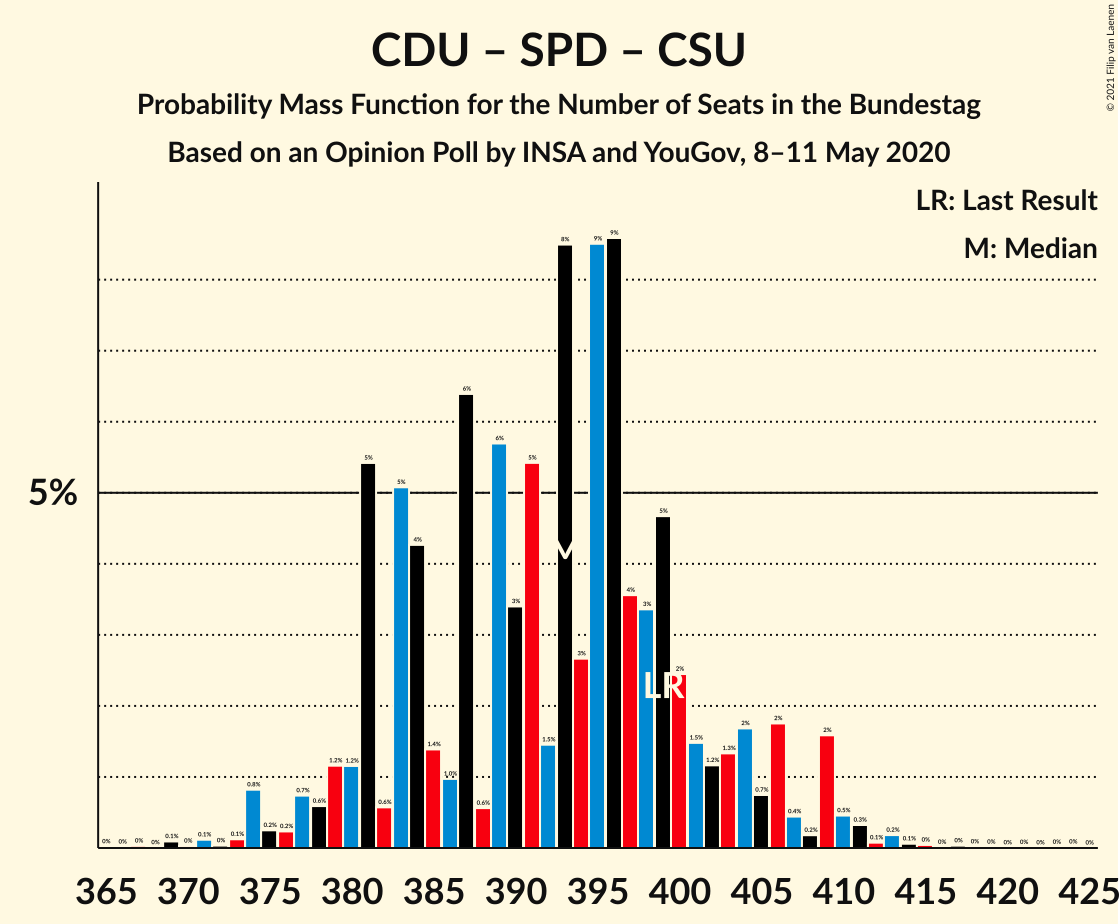 © 2021 Filip van Laenen
CDU – SPD – CSU
Probability Mass Function for the Number of Seats in the Bundestag
Based on an Opinion Poll by INSA and YouGov, 8–11 May 2020
LR: Last Result
M: Median
5%
0% 0% 0% 0% 0.1% 0% 0.1% 0% 0.1% 0.8% 0.2% 0.2% 0.7% 0.6% 1.2% 1.2% 5% 0.6% 5% 4% 1.4% 1.0% 6% 0.6% 6% 3% 5% 1.5% 8% 3% 9% 9% 4% 3% 5% 2% 1.5% 1.2% 1.3% 2% 0.7% 2% 0.4% 0.2% 2% 0.5% 0.3% 0.1% 0.2% 0.1% 0% 0% 0% 0% 0% 0% 0% 0% 0% 0% 0%
M
LR
365 370 375 380 385 390 395 400 405 410 415 420 425